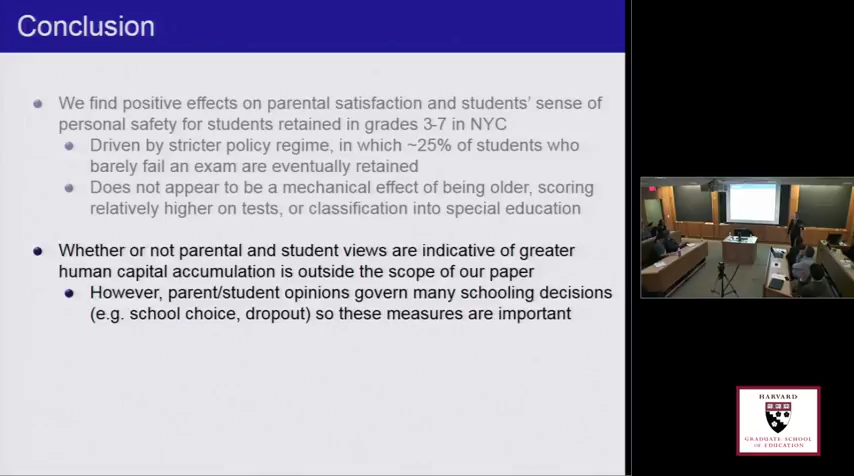 Conclusion
We find positive effects on parental satisfaction and students' sense of
personal safety for students retained in grades 3-7 in NYC
Driven by stricter policy regime, in which ~25% of students who
barely fail an exam are eventually retained
Does not appear to be a mechanical effect of being older, scoring
relatively higher on tests, or classification into special education
Whether or not parental and student views are indicative of greater
human capital accumulation is outside the scope of our paper
However, parent/student opinions govern many schooling decisions
(e.g. school choice, dropout) so these measures are important
HARVARD
GRADUATE SCHOOL
OF EDUCATION